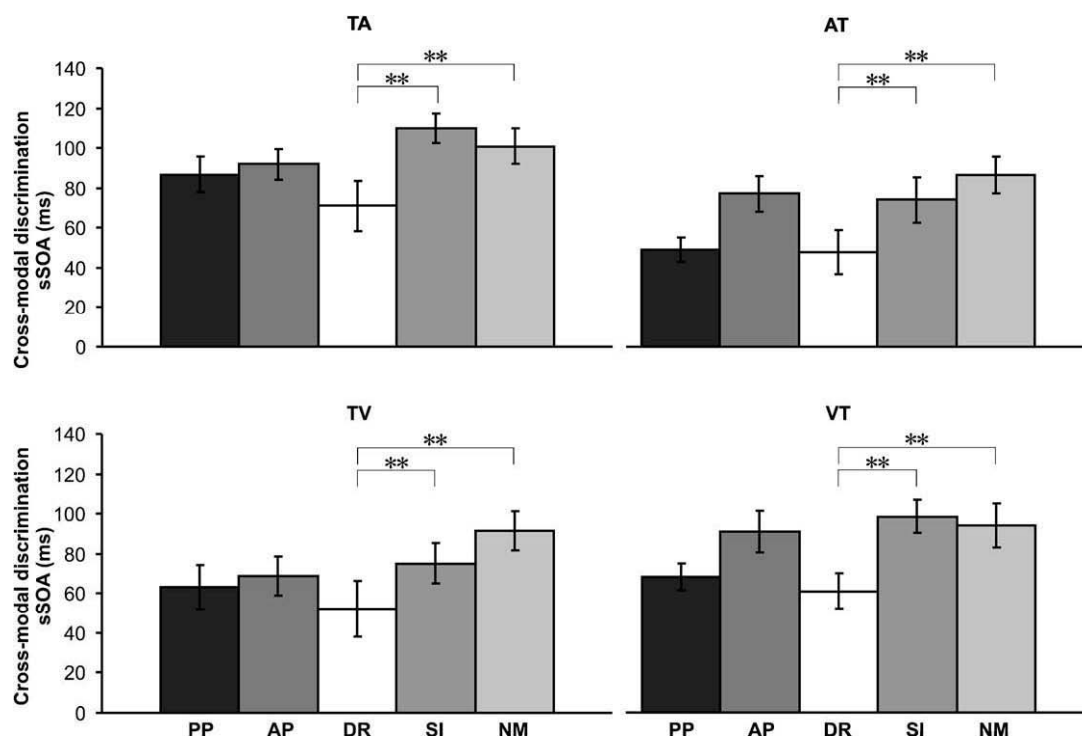 TA
AT
Cross-modal discrimination
sSOA (ms)
140
120
100
80
60
40
20
0
**
**
**
**
TV
VT
Cross-modal discrimination
sSOA (ms)
140
120
100
80
60
40
20
0
**
**
**
**
PP AP DR SI NM
PP AP DR SI NM